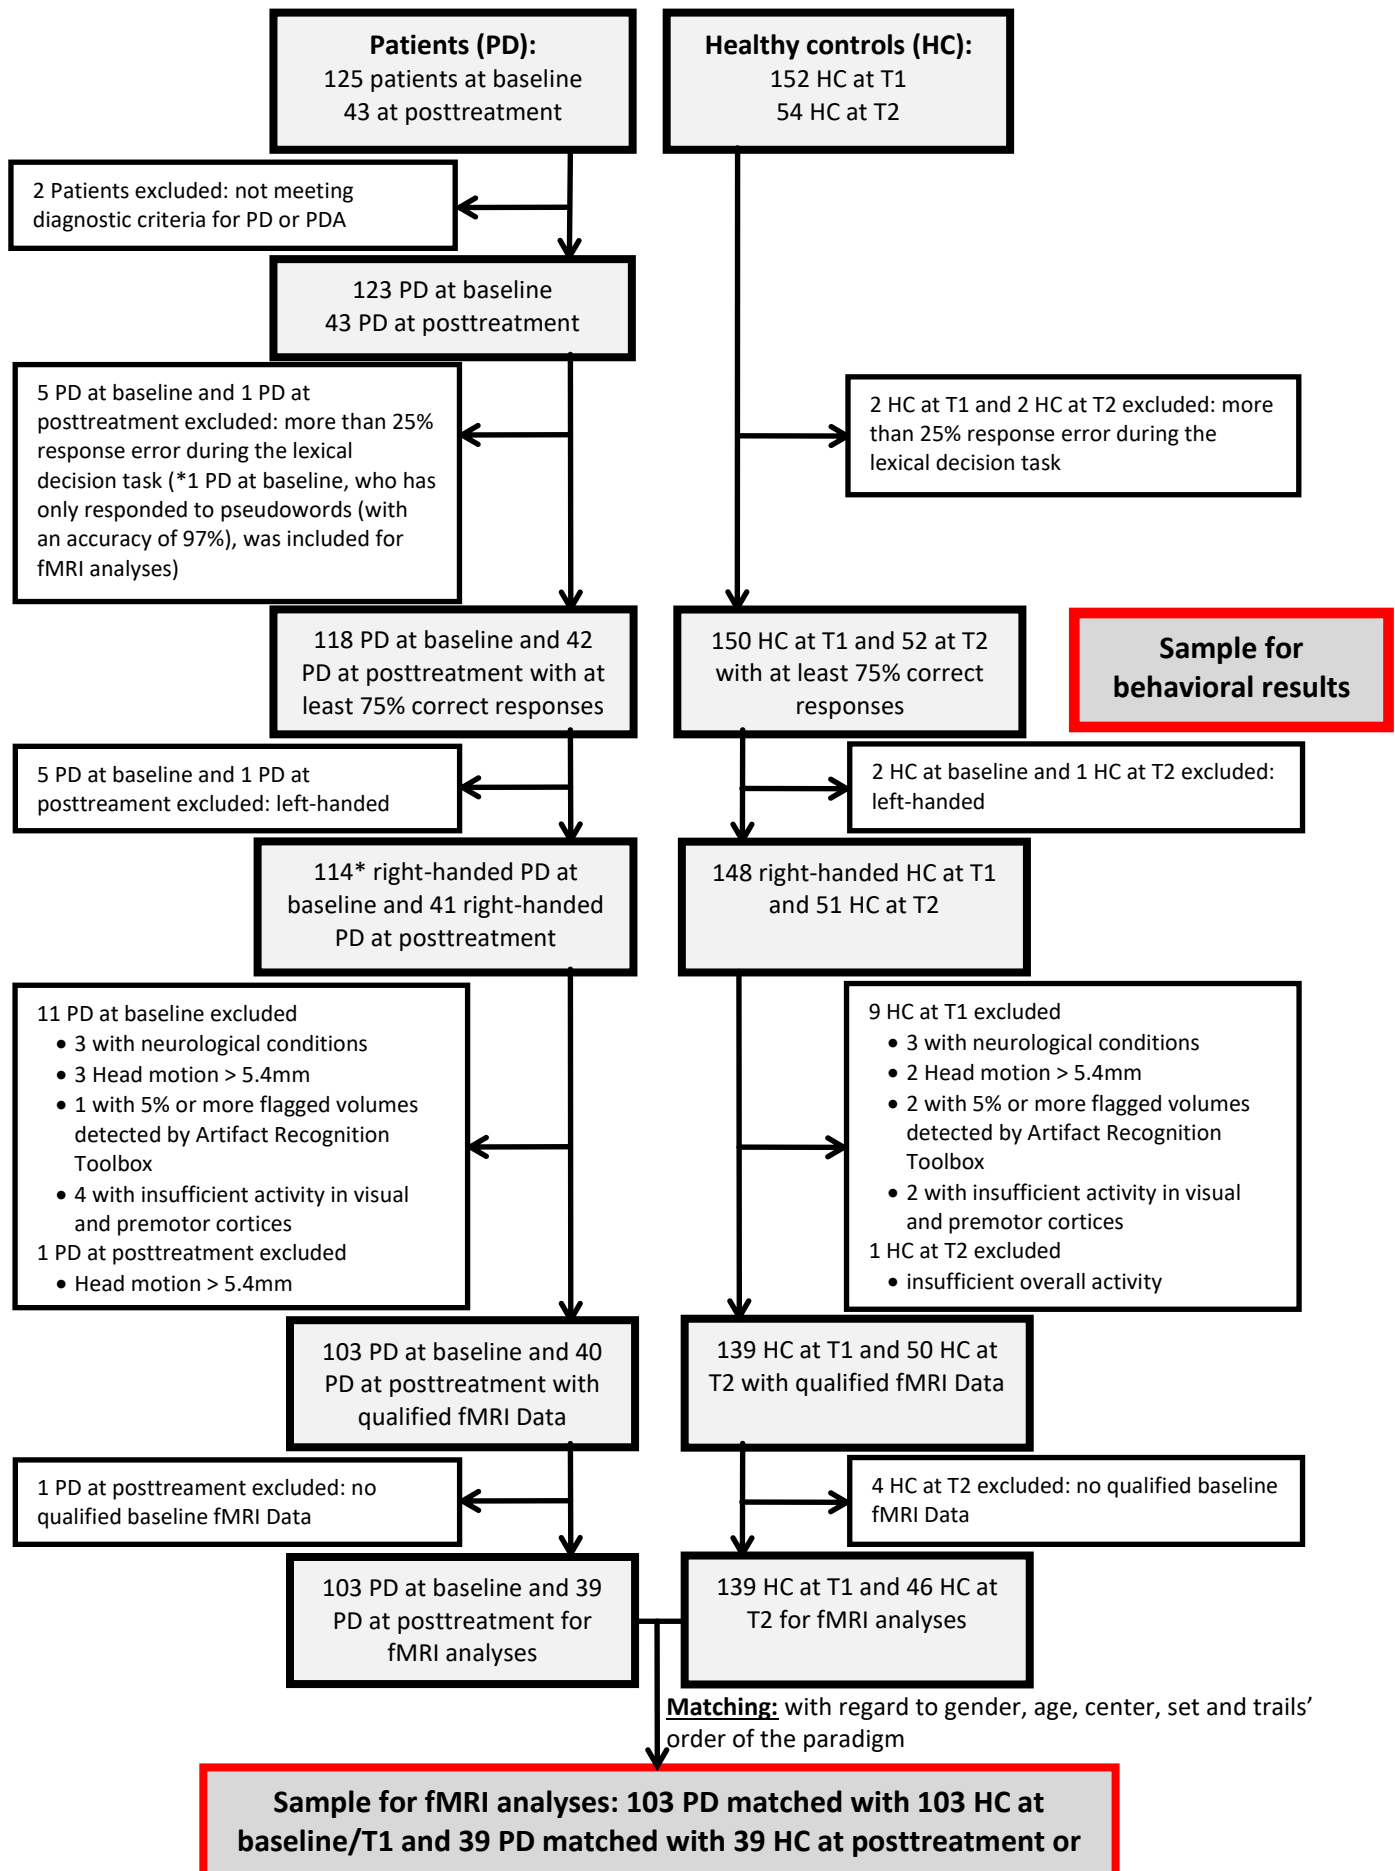 Patients (PD):
125 patients at baseline
43 at posttreatment
Healthy controls (HC):
152 HC at T1
54 HC at T2
2 Patients excluded: not meeting
diagnostic criteria for PD or PDA
123 PD at baseline
43 PD at posttreatment
5 PD at baseline and 1 PD at
posttreatment excluded: more than 25%
response error during the lexical
decision task (*1 PD at baseline, who has
only responded to pseudowords (with
an accuracy of 97%), was included for
fMRI analyses)
2 HC at T1 and 2 HC at T2 excluded: more
than 25% response error during the
lexical decision task
118 PD at baseline and 42
PD at posttreatment with at
least 75% correct responses
150 HC at T1 and 52 at T2
with at least 75% correct
responses
Sample for
behavioral results
5 PD at baseline and 1 PD at
posttreament excluded: left-handed
2 HC at baseline and 1 HC at T2 excluded:
left-handed
114* right-handed PD at
baseline and 41 right-handed
PD at posttreatment
148 right-handed HC at T1
and 51 HC at T2
11 PD at baseline excluded
• 3 with neurological conditions
• 3 Head motion > 5.4mm
• 1 with 5% or more flagged volumes
detected by Artifact Recognition
Toolbox
• 4 with insufficient activity in visual
and premotor cortices
1 PD at posttreatment excluded
• Head motion > 5.4mm
9 HC at T1 excluded
• 3 with neurological conditions
• 2 Head motion > 5.4mm
• 2 with 5% or more flagged volumes
detected by Artifact Recognition
Toolbox
• 2 with insufficient activity in visual
and premotor cortices
1 HC at T2 excluded
• insufficient overall activity
103 PD at baseline and 40
PD at posttreatment with
qualified fMRI Data
139 HC at T1 and 50 HC at
T2 with qualified fMRI Data
1 PD at posttreament excluded: no
qualified baseline fMRI Data
4 HC at T2 excluded: no qualified baseline
fMRI Data
103 PD at baseline and 39
PD at posttreatment for
fMRI analyses
139 HC at T1 and 46 HC at
T2 for fMRI analyses
Matching: with regard to gender, age, center, set and trails’
order of the paradigm
Sample for fMRI analyses: 103 PD matched with 103 HC at
baseline/T1 and 39 PD matched with 39 HC at posttreatment or